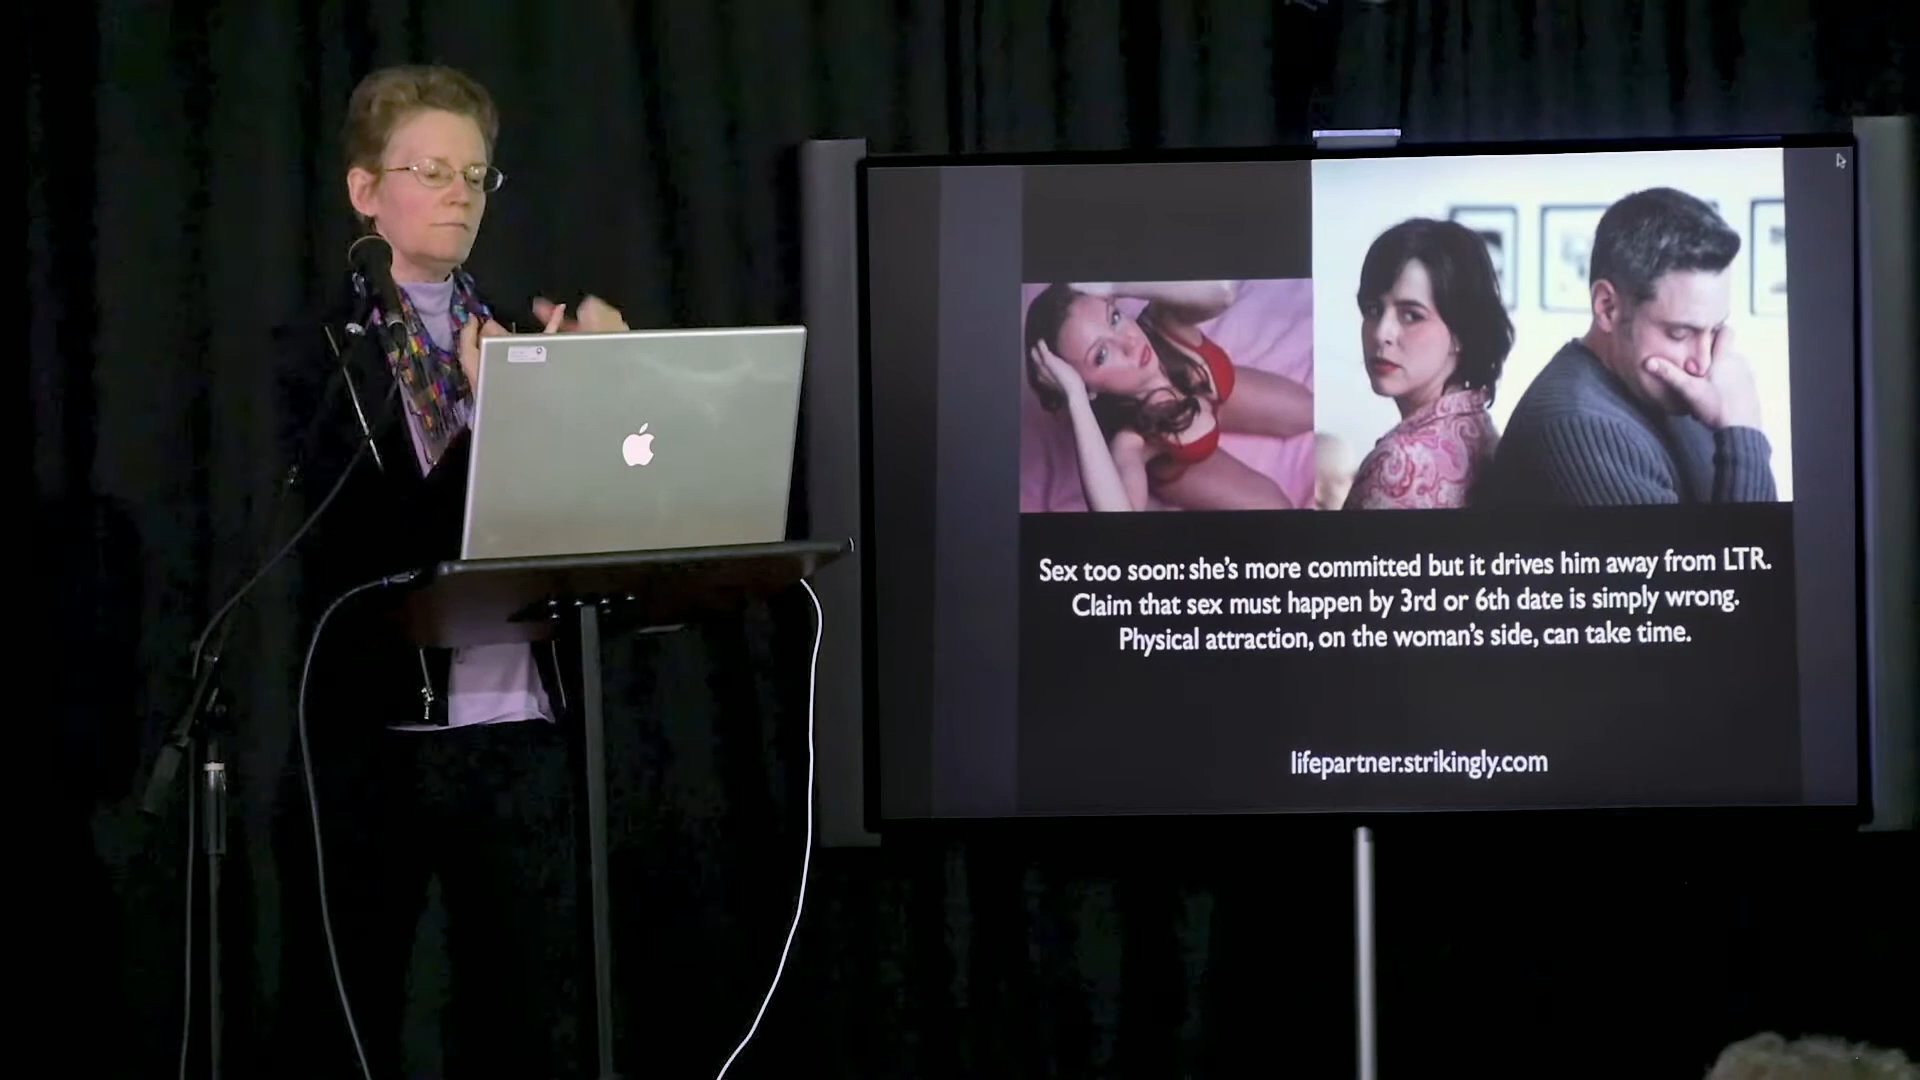 Sex too soon: she's more committed but it drives him away from LTR.
Claim that sex must happen by 3rd or 6th date is simply wrong.
Physical attraction, on the woman's side, can take time.
lifepartner.strikingly.com